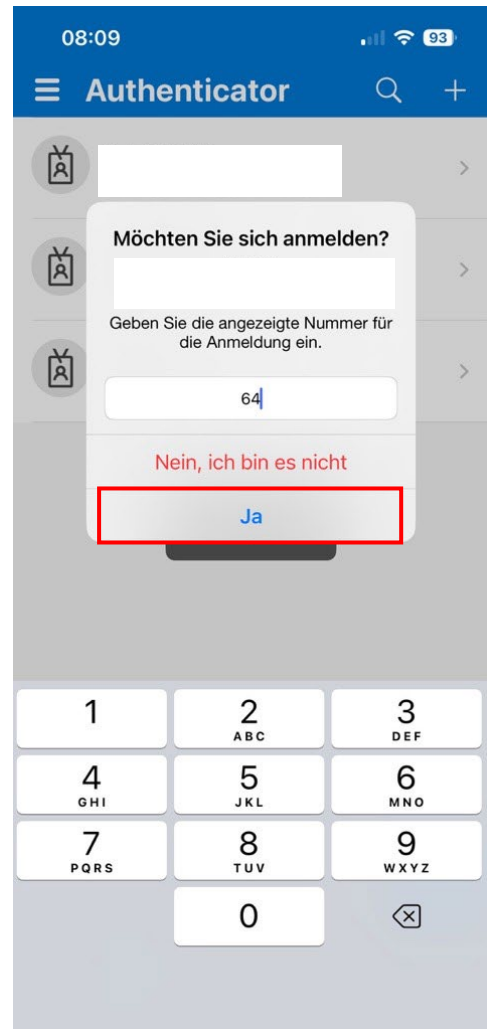 08:09
93
Authenticator
Möchten Sie sich anmelden?
Geben Sie die angezeigte Nummer für
die Anmeldung ein.
64
Nein, ich bin es nicht
Ja
1
2
ABC
3
DEF
4
GHI
5
JKL
6
MNO
7
PQRS
8
TUV
9
WXYZ
0